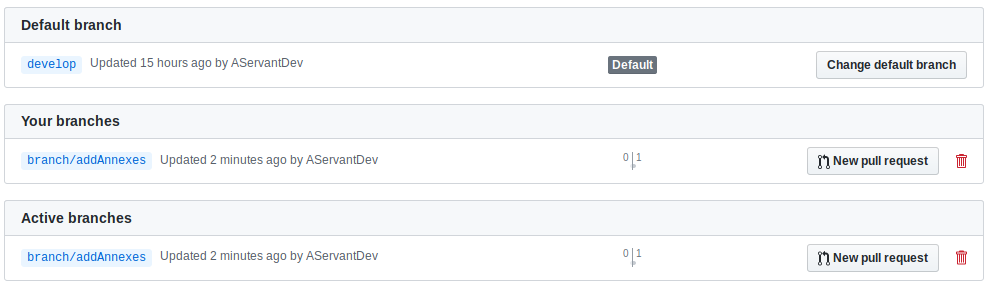 Default branch
develop Updated 15 hours ago by AServantDev Default Change default branch
Your branches
branch/addAnnexes Updated 2 minutes ago by AServantDev 0 1 New pull request
Active branches
branch/addAnnexes Updated 2 minutes ago by AServantDev 0 1 New pull request